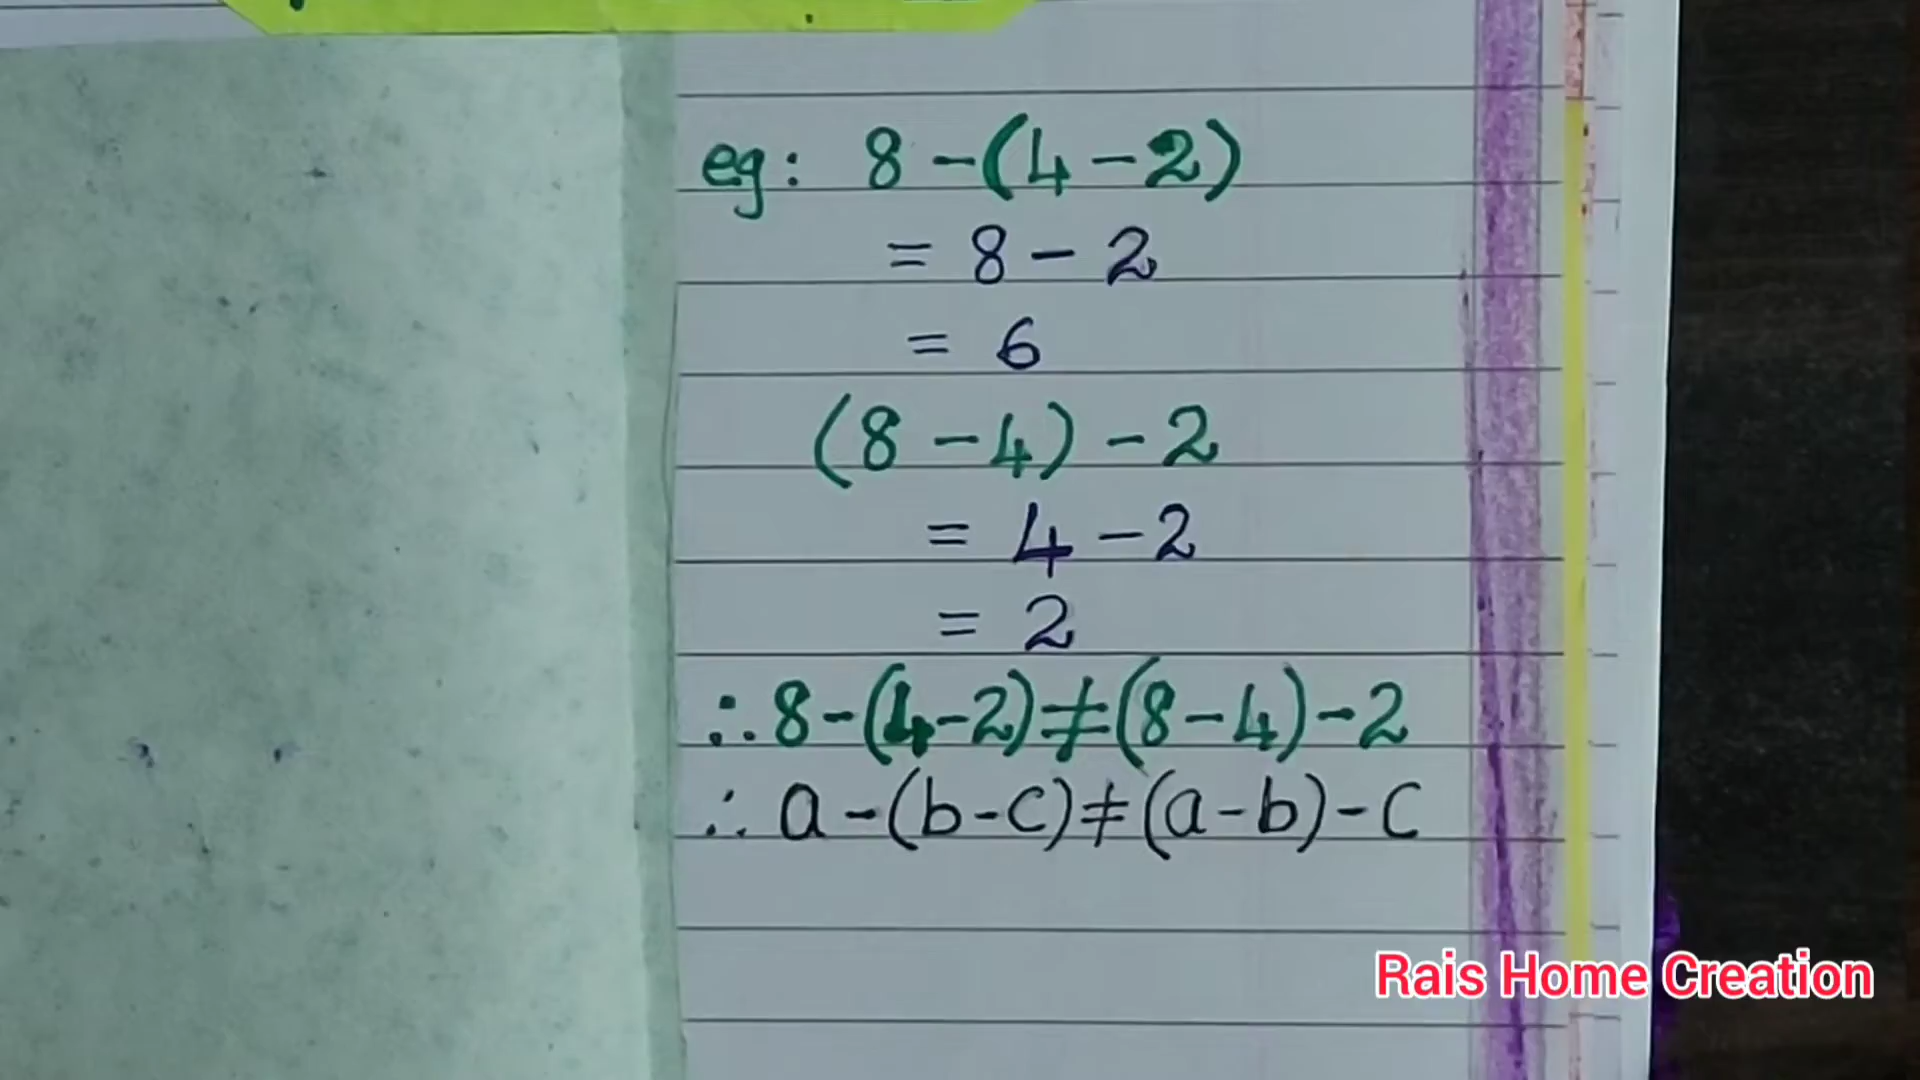 eg: 8 - (4 - 2)
= 8 - 2
= 6
(8 - 4) - 2
= 4 - 2
= 2
∴ 8 - (4 - 2) ≠ (8 - 4) - 2
∴ a - (b - c) ≠ (a - b) - c
Rais Home Creation